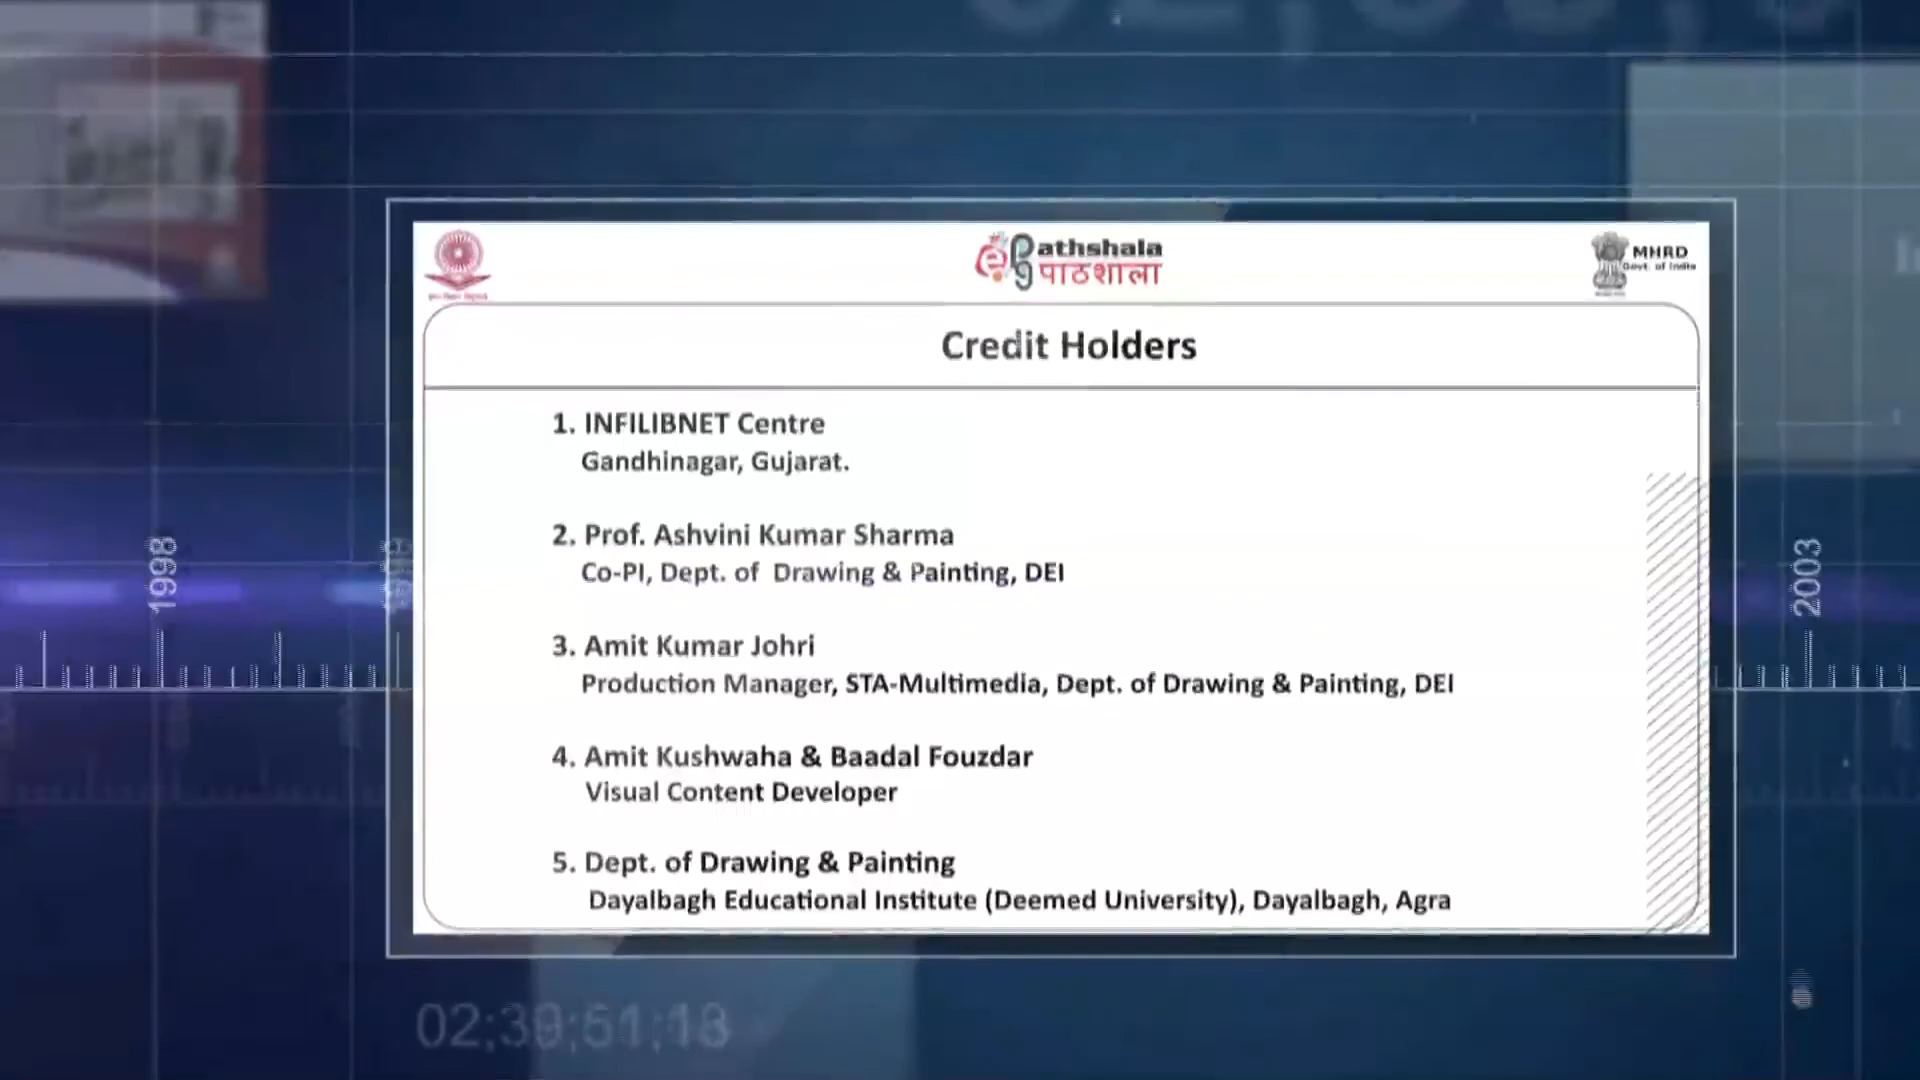 ePg athshala
पाठशाला
MHRD
Govt. of India
Credit Holders
1. INFILIBNET Centre
Gandhinagar, Gujarat.
2. Prof. Ashvini Kumar Sharma
Co-PI, Dept. of Drawing & Painting, DEI
3. Amit Kumar Johri
Production Manager, STA-Multimedia, Dept. of Drawing & Painting, DEI
4. Amit Kushwaha & Baadal Fouzdar
Visual Content Developer
5. Dept. of Drawing & Painting
Dayalbagh Educational Institute (Deemed University), Dayalbagh, Agra
1998
2003